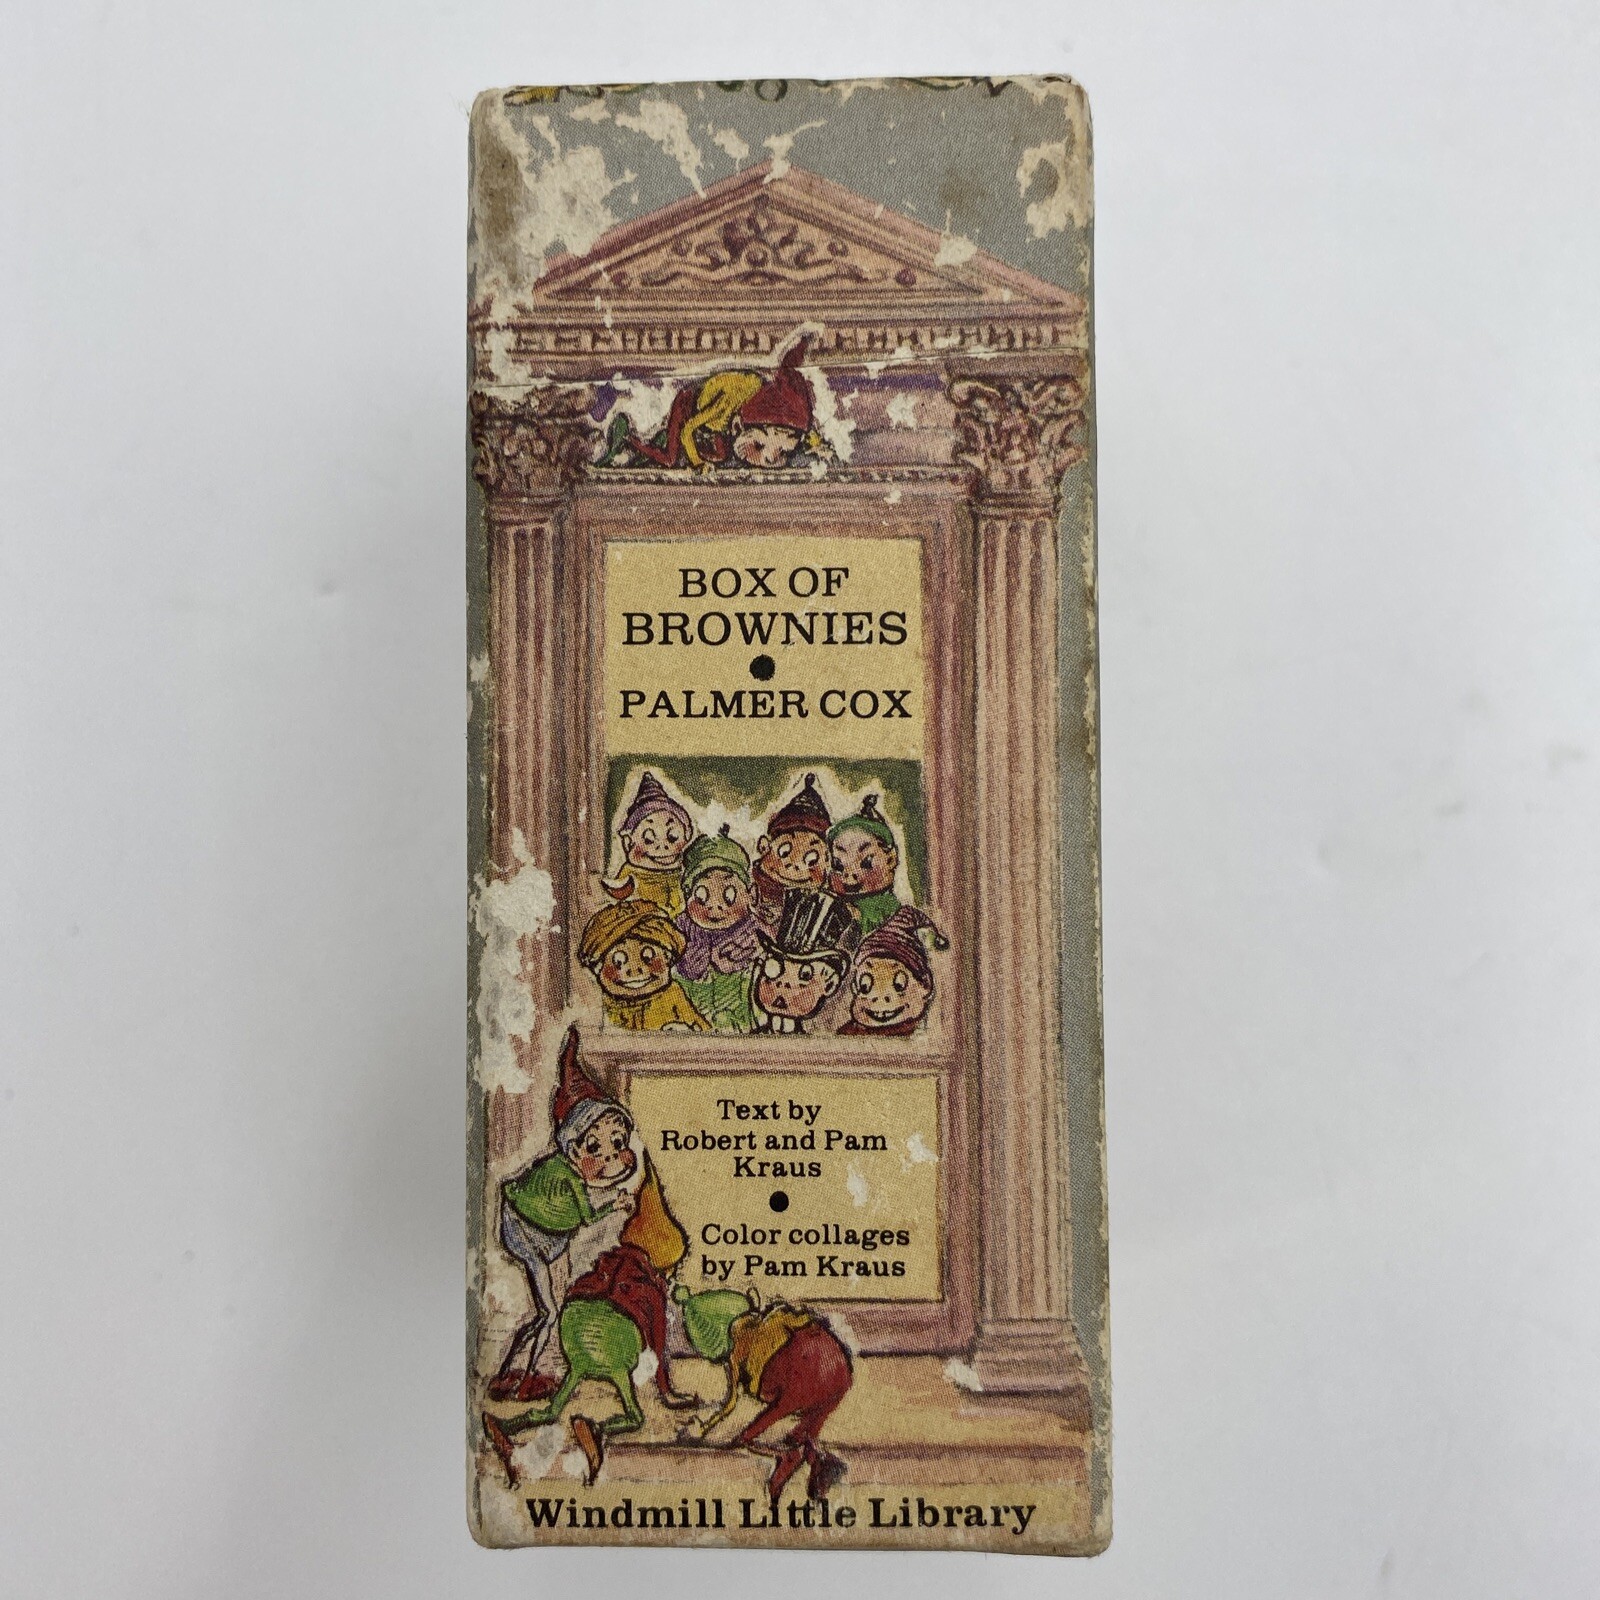 BOX OF
BROWNIES
PALMER COX
Text by
Robert and Pam
Kraus
Color collages
by Pam Kraus
Windmill Little Library